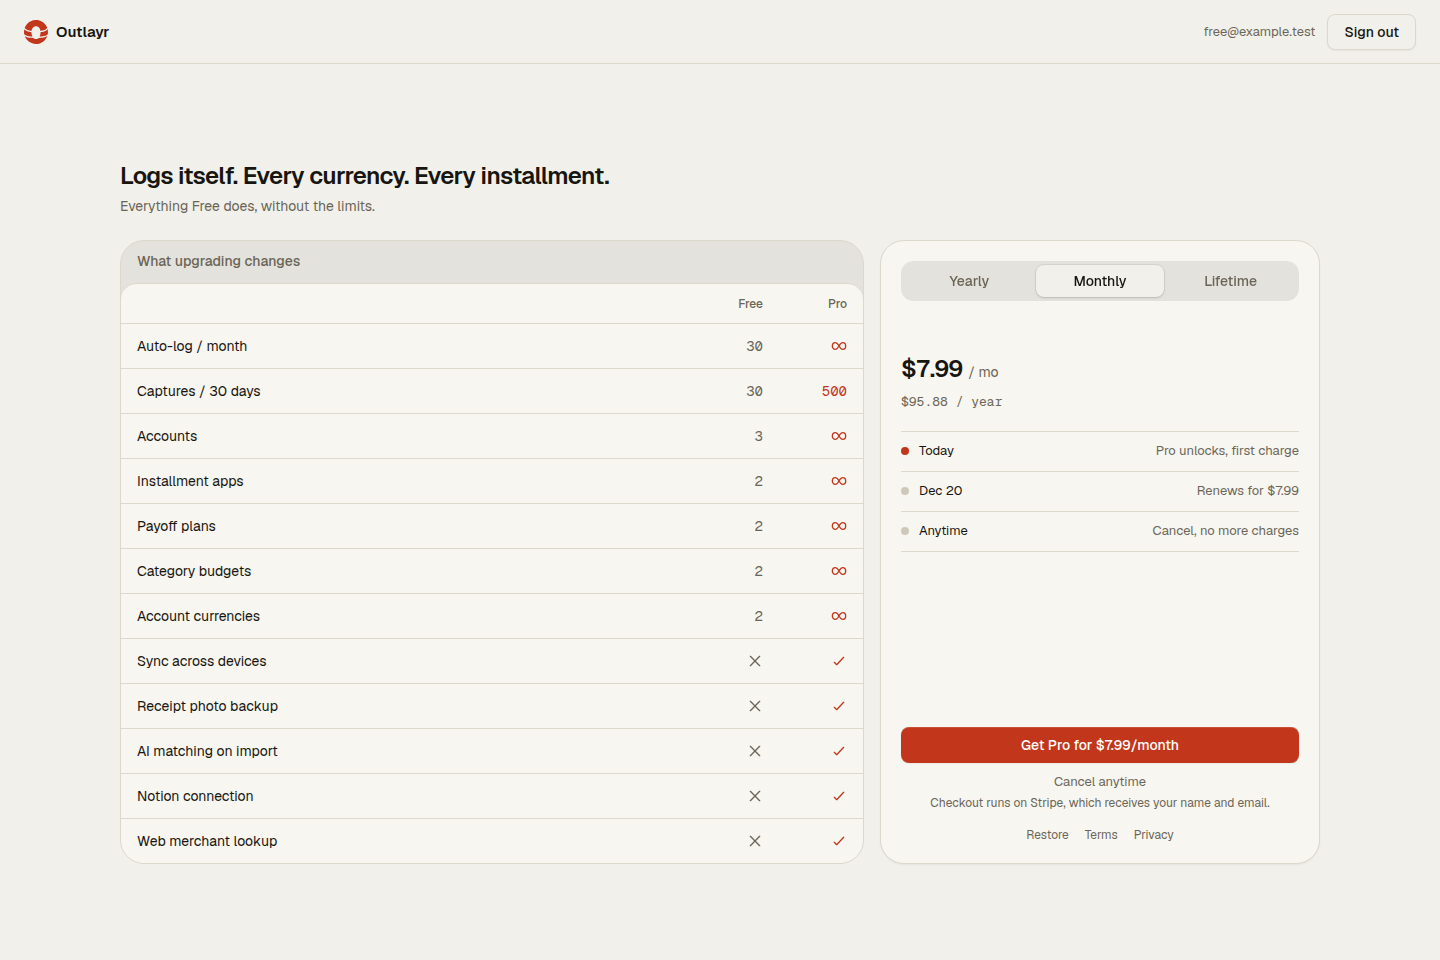 Outlayr
free@example.test
Sign out
Logs itself. Every currency. Every installment.
Everything Free does, without the limits.
What upgrading changes
Free Pro
Auto-log / month 30 ∞
Captures / 30 days 30 500
Accounts 3 ∞
Installment apps 2 ∞
Payoff plans 2 ∞
Category budgets 2 ∞
Account currencies 2 ∞
Sync across devices
Receipt photo backup
AI matching on import
Notion connection
Web merchant lookup
Yearly Monthly Lifetime
$7.99 / mo
$95.88 / year
Today Pro unlocks, first charge
Dec 20 Renews for $7.99
Anytime Cancel, no more charges
Get Pro for $7.99/month
Cancel anytime
Checkout runs on Stripe, which receives your name and email.
Restore Terms Privacy